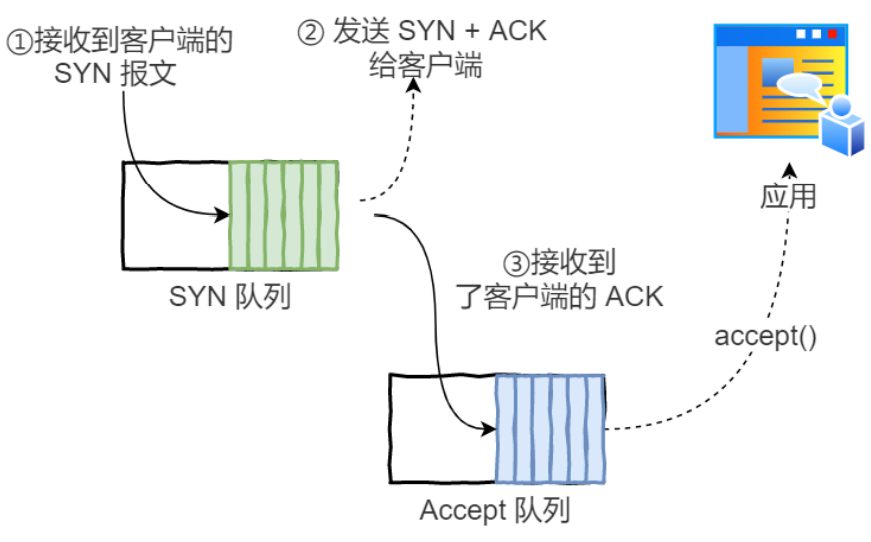 ①接收到客户端的
SYN 报文
② 发送 SYN + ACK
给客户端
应用
SYN 队列
③接收到
了客户端的 ACK
accept()
Accept 队列